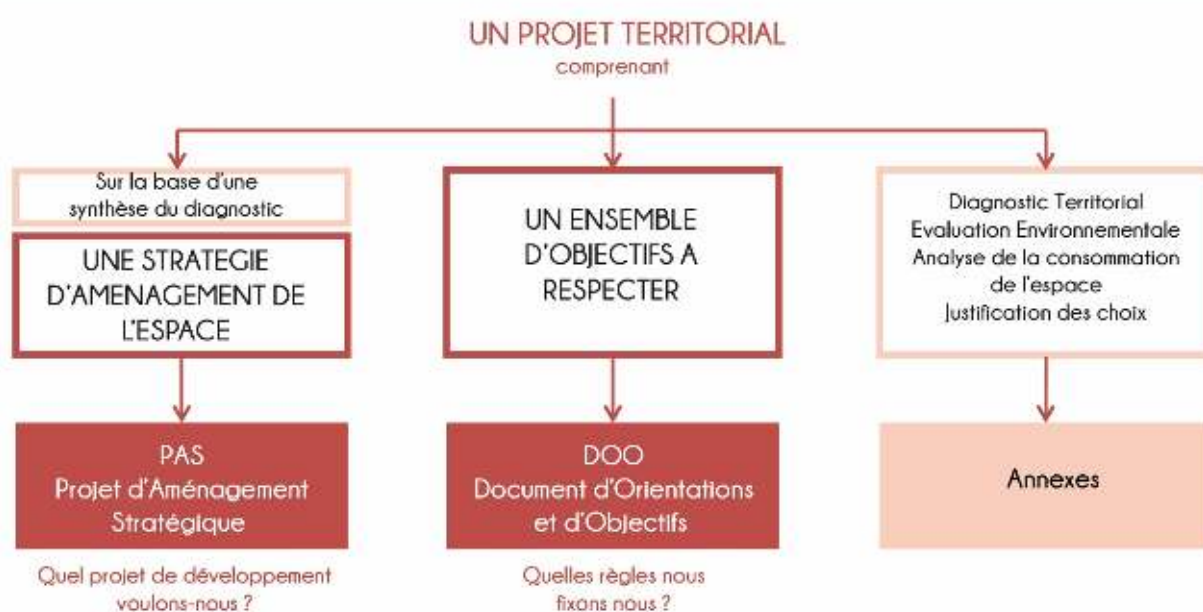 UN PROJET TERRITORIAL
comprenant
Sur la base d'une
synthèse du diagnostic
UNE STRATEGIE
D'AMENAGEMENT DE
L'ESPACE
PAS
Projet d'Aménagement
Stratégique
Quel projet de développement
voulons-nous ?
UN ENSEMBLE
D'OBJECTIFS A
RESPECTER
DOO
Document d'Orientations
et d'Objectifs
Quelles règles nous
fixons nous ?
Diagnostic Territorial
Evaluation Environnementale
Analyse de la consommation
de l'espace
Justification des choix
Annexes